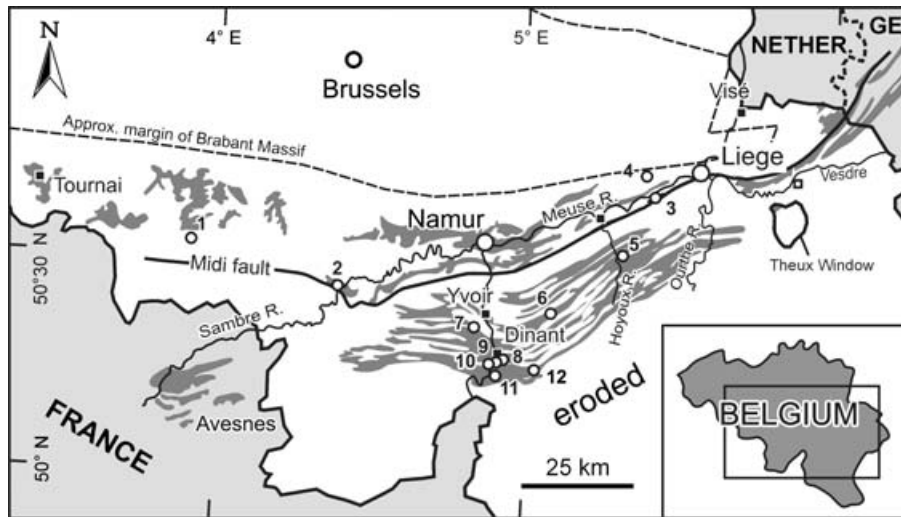 4° E
5° E
N
NETHER.
GE
Brussels
Visé
Approx. margin of Brabant Massif
Liege
4
Tournai
Vesdre
Meuse R.
3
Namur
1
5
Theux Window
50°30 N
Midi fault
2
Hoyoux R.
urthe R.
6
Yvoir
Sambre R.
7
Dinant
9
8
10
12
11
eroded
BELGIUM
Avesnes
FRANCE
50° N
25 km